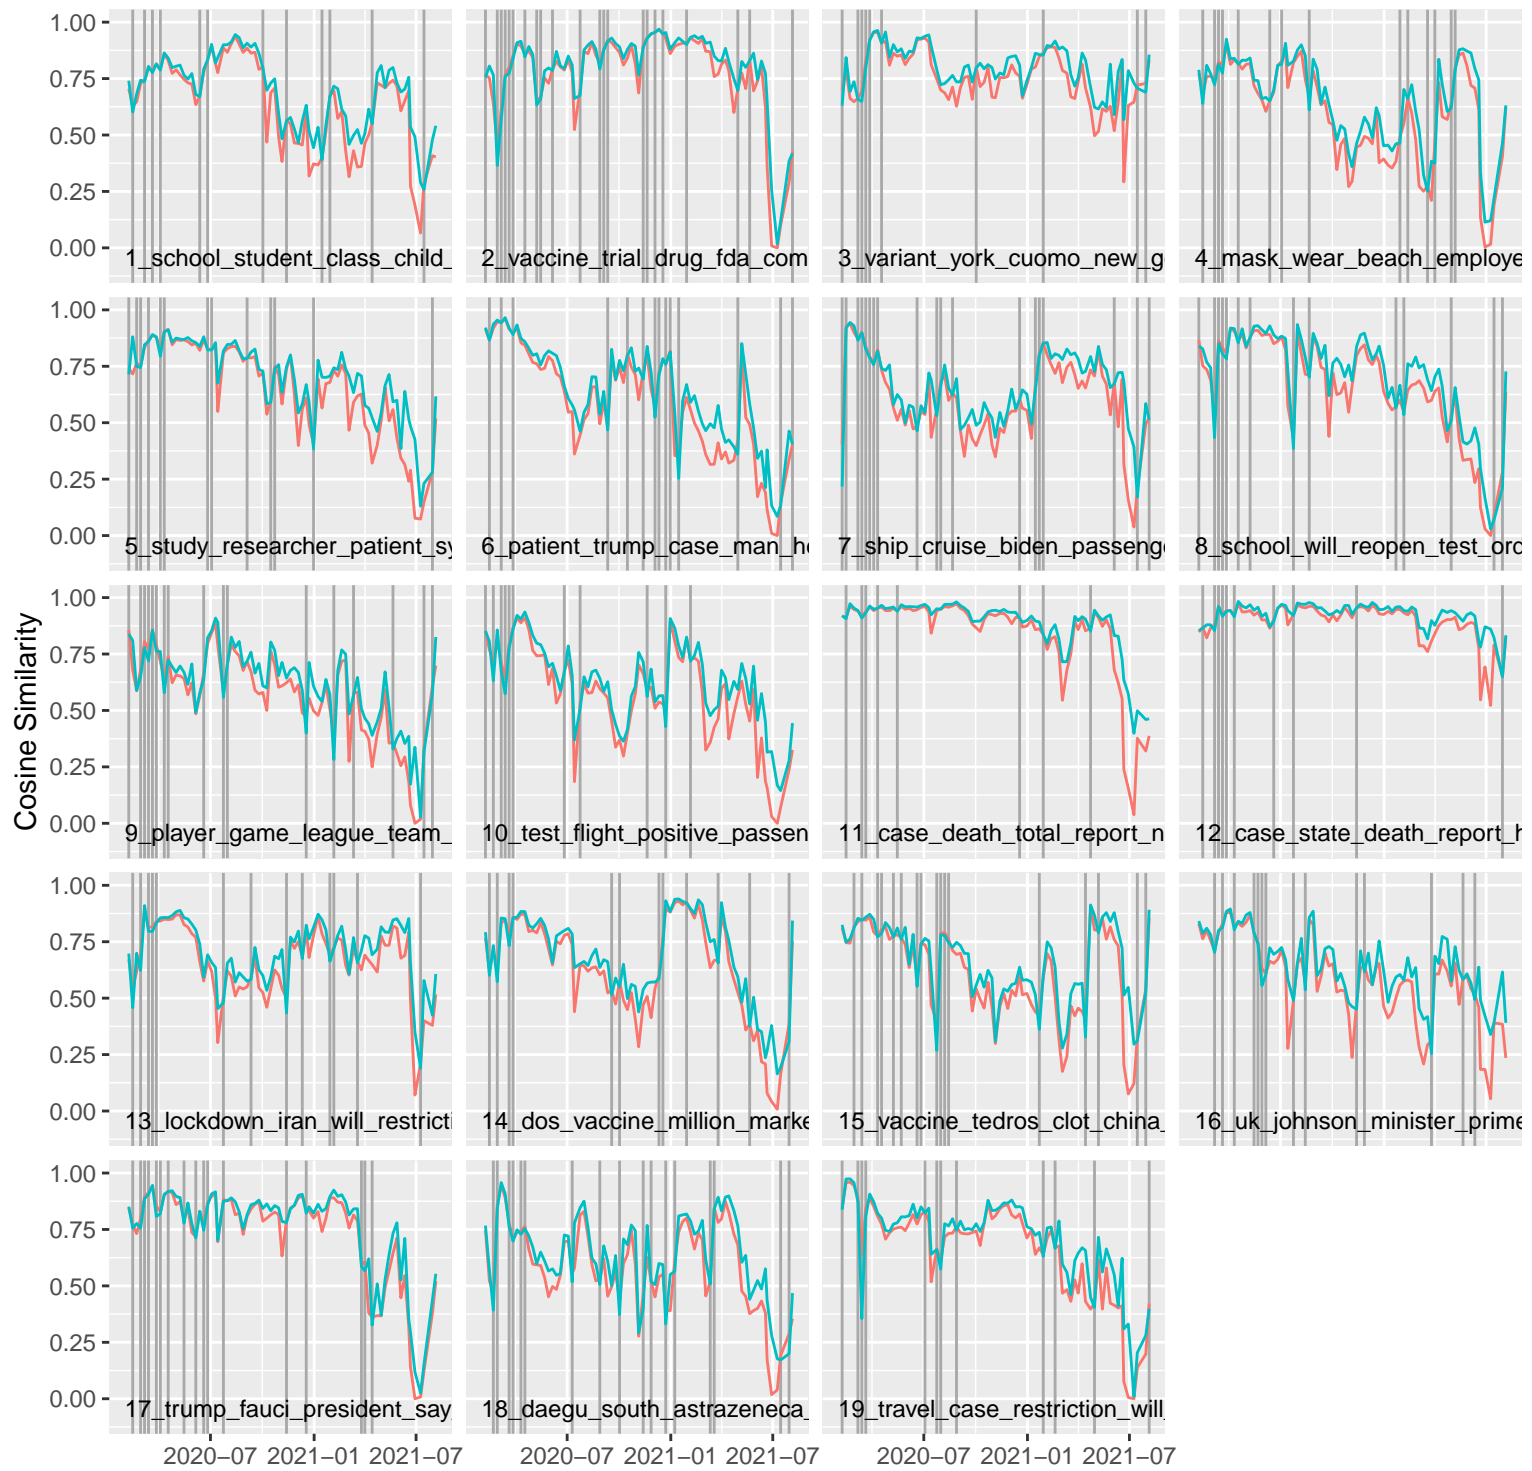 Cosine Similarity
1.00
0.75
0.50
0.25
0.00
1_school_student_class_child_
2_vaccine_trial_drug_fda_com
3_variant_york_cuomo_new_g
4_mask_wear_beach_employe
1.00
0.75
0.50
0.25
0.00
5_study_researcher_patient_sy
6_patient_trump_case_man_h
7_ship_cruise_biden_passeng
8_school_will_reopen_test_ord
1.00
0.75
0.50
0.25
0.00
9_player_game_league_team_
10_test_flight_positive_passen
11_case_death_total_report_n
12_case_state_death_report_h
1.00
0.75
0.50
0.25
0.00
13_lockdown_iran_will_restricti
14_dos_vaccine_million_marke
15_vaccine_tedros_clot_china_
16_uk_johnson_minister_prime
1.00
0.75
0.50
0.25
0.00
17_trump_fauci_president_say_
18_daegu_south_astrazeneca_
19_travel_case_restriction_will_
2020−07 2021−01 2021−07
2020−07 2021−01 2021−07
2020−07 2021−01 2021−07